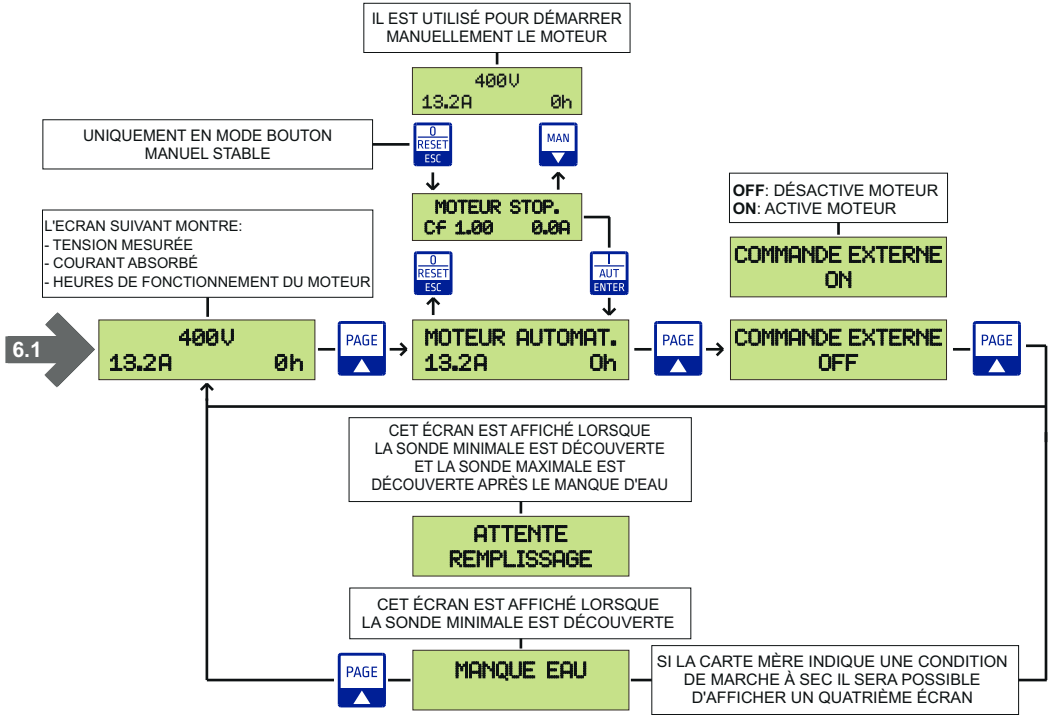 IL EST UTILISÉ POUR DÉMARRER
MANUELLEMENT LE MOTEUR
400V
13.2A 0h
UNIQUEMENT EN MODE BOUTON
MANUEL STABLE
0
RESET
ESC
MAN
MOTEUR STOP.
Cf 1.00 0.0A
OFF: DÉSACTIVE MOTEUR
ON: ACTIVE MOTEUR
L'ECRAN SUIVANT MONTRE:
- TENSION MESURÉE
- COURANT ABSORBÉ
- HEURES DE FONCTIONNEMENT DU MOTEUR
0
RESET
ESC
I
AUT
ENTER
COMMANDE EXTERNE
ON
6.1
400V
13.2A 0h
PAGE
MOTEUR AUTOMAT.
13.2A 0h
PAGE
COMMANDE EXTERNE
OFF
PAGE
CET ÉCRAN EST AFFICHÉ LORSQUE
LA SONDE MINIMALE EST DÉCOUVERTE
ET LA SONDE MAXIMALE EST
DÉCOUVERTE APRÈS LE MANQUE D'EAU
ATTENTE
REMPLISSAGE
CET ÉCRAN EST AFFICHÉ LORSQUE
LA SONDE MINIMALE EST DÉCOUVERTE
PAGE
MANQUE EAU
SI LA CARTE MÈRE INDIQUE UNE CONDITION
DE MARCHE À SEC IL SERA POSSIBLE
D'AFFICHER UN QUATRIÈME ÉCRAN